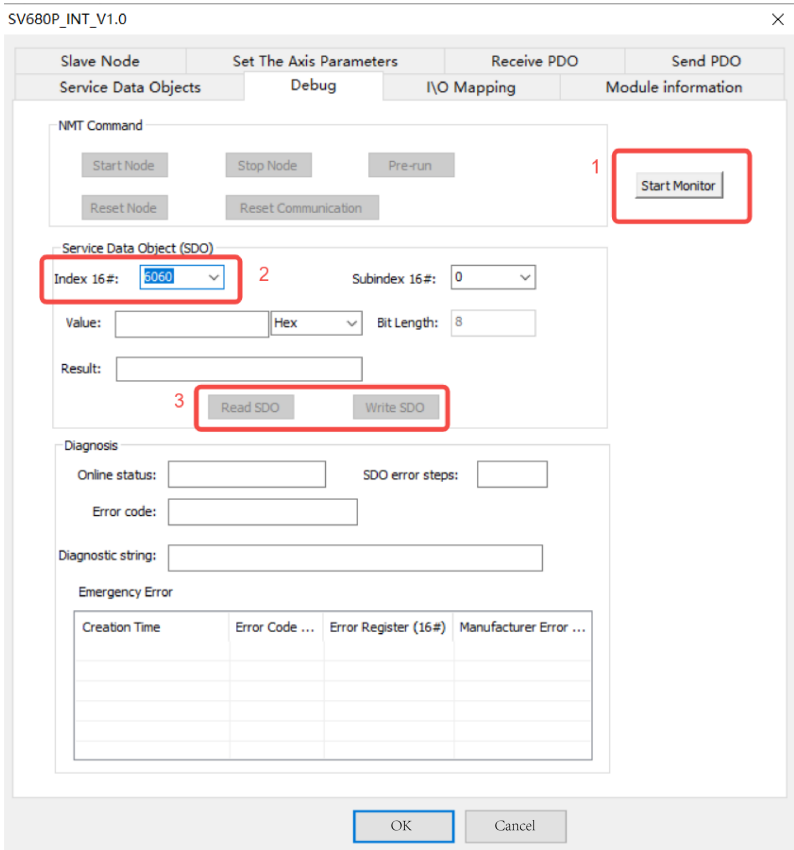 SV680P_INT_V1.0
Slave Node Set The Axis Parameters Receive PDO Send PDO
Service Data Objects Debug I\O Mapping Module information
NMT Command
Start Node Stop Node Pre-run 1 Start Monitor
Reset Node Reset Communication
Service Data Object (SDO)
Index 16#: 6060 2 Subindex 16#: 0
Value: Hex Bit Length: 8
Result:
3 Read SDO Write SDO
Diagnosis
Online status: SDO error steps:
Error code:
Diagnostic string:
Emergency Error
Creation Time Error Code ... Error Register (16#) Manufacturer Error ...
OK Cancel